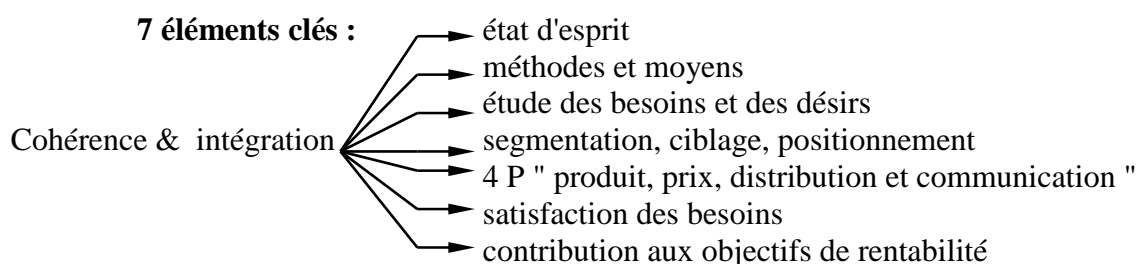 7 éléments clés :
état d'esprit
méthodes et moyens
étude des besoins et des désirs
Cohérence & intégration
segmentation, ciblage, positionnement
4 P " produit, prix, distribution et communication "
satisfaction des besoins
contribution aux objectifs de rentabilité